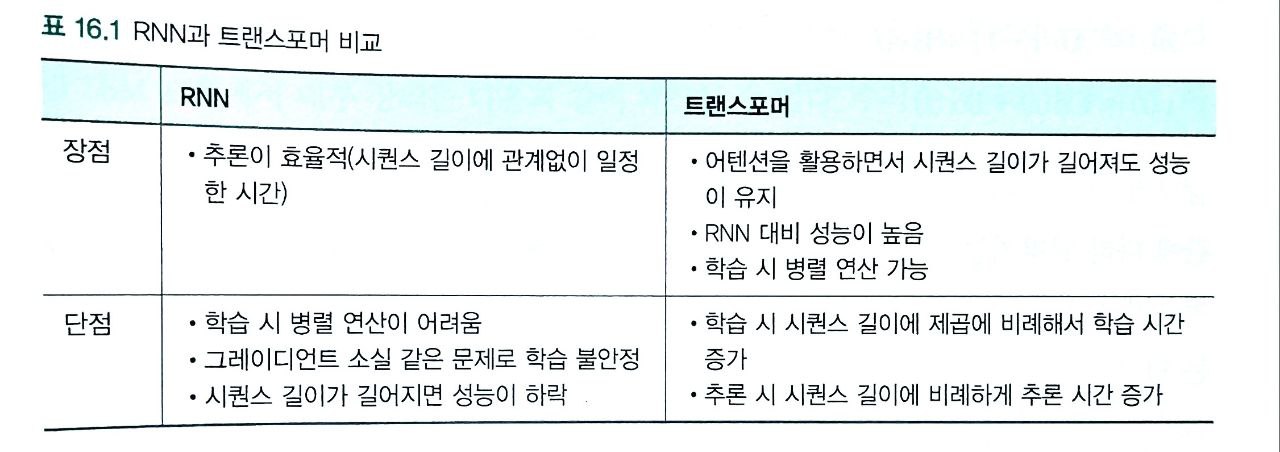 표 16.1 RNN과 트랜스포머 비교
RNN
트랜스포머
장점
• 추론이 효율적(시퀀스 길이에 관계없이 일정
한 시간)
• 어텐션을 활용하면서 시퀀스 길이가 길어져도 성능
이 유지
• RNN 대비 성능이 높음
• 학습 시 병렬 연산 가능
단점
• 학습 시 병렬 연산이 어려움
• 그레이디언트 소실 같은 문제로 학습 불안정
• 시퀀스 길이가 길어지면 성능이 하락
• 학습 시 시퀀스 길이에 제곱에 비례해서 학습 시간
증가
• 추론 시 시퀀스 길이에 비례하게 추론 시간 증가